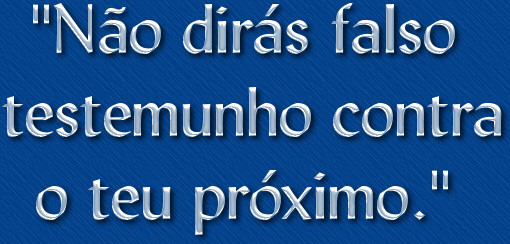 "Não dirás falso
testemunho contra
o teu próximo."